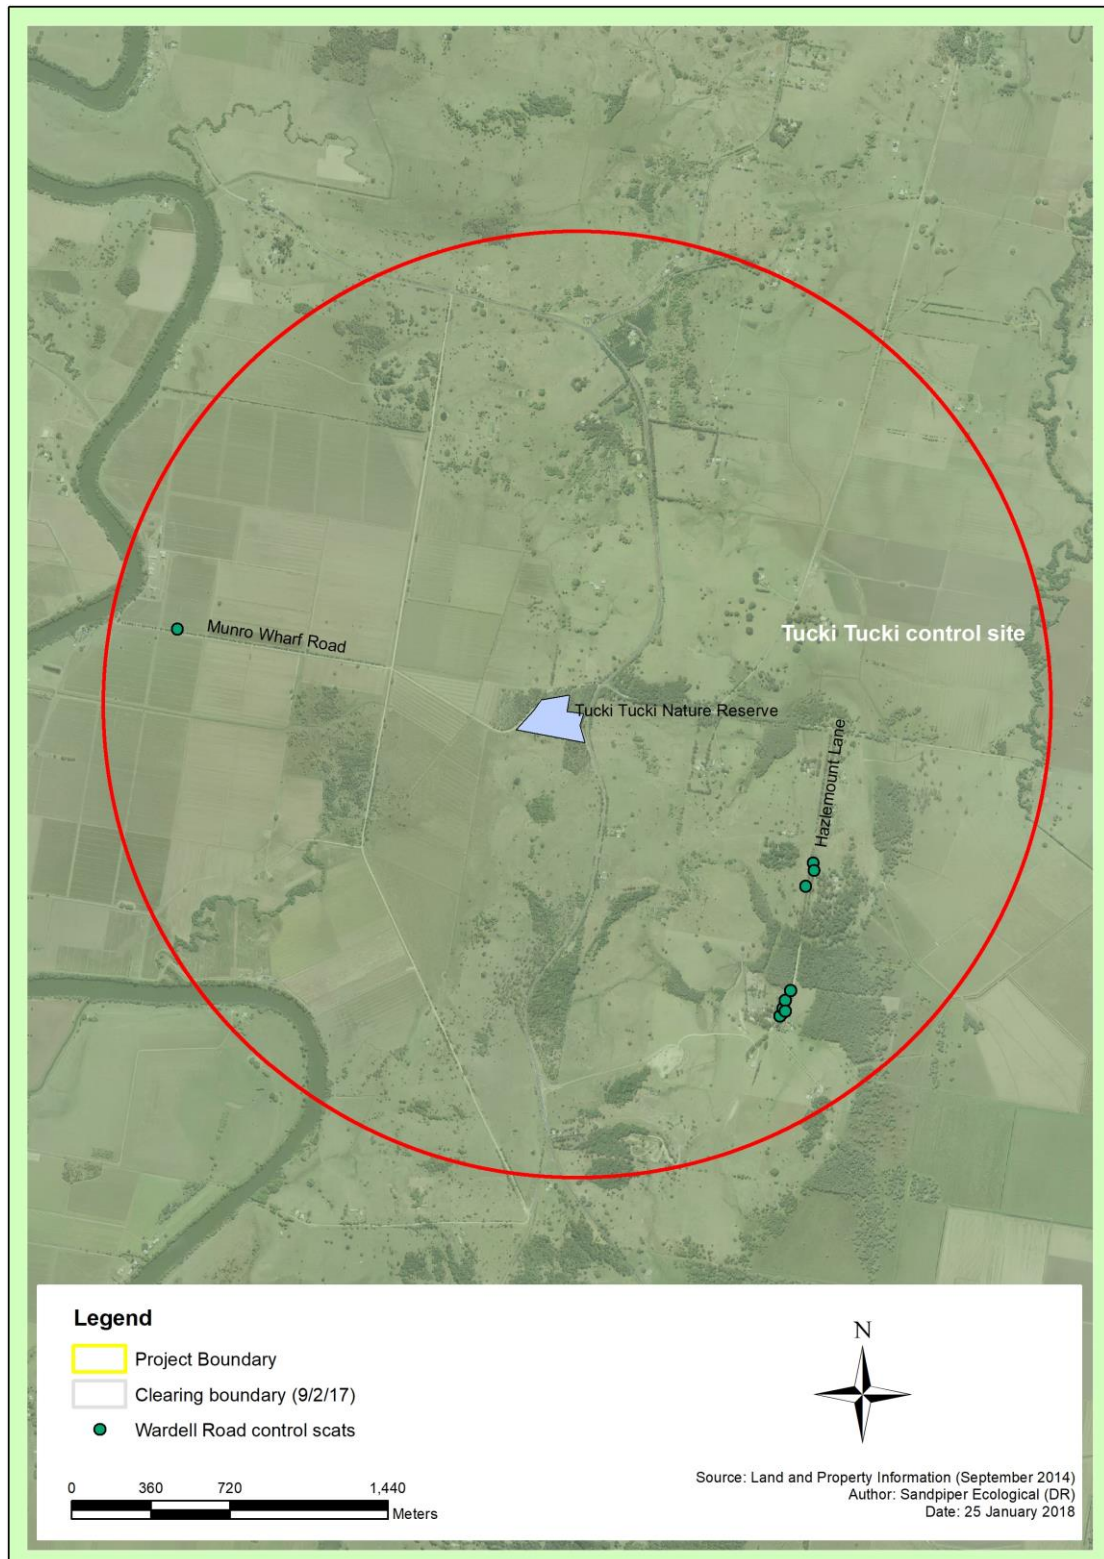 Tucki Tucki control site
Munro Wharf Road
Tucki Tucki Nature Reserve
Hazlemount Lane
Legend
Project Boundary
Clearing boundary (9/2/17)
Wardell Road control scats
0 360 720 1,440
Meters
N
Source: Land and Property Information (September 2014)
Author: Sandpiper Ecological (DR)
Date: 25 January 2018